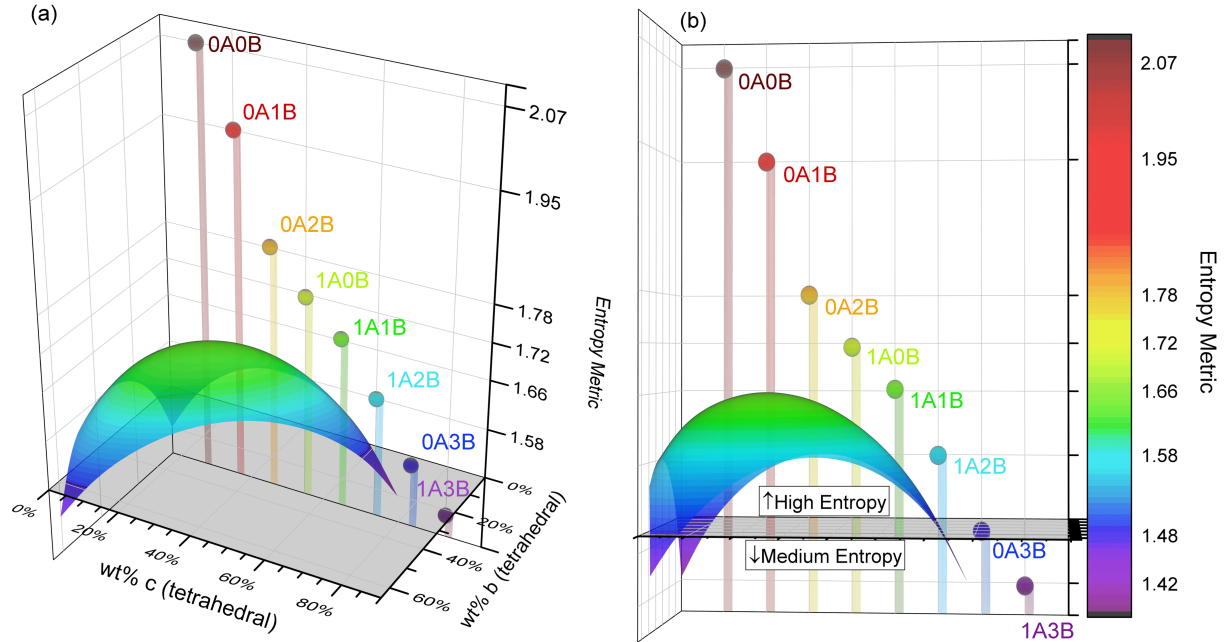 (a)
0A0B
0A1B
0A2B
1A0B
1A1B
1A2B
0A3B
1A3B
2.07
1.95
1.78
1.72
1.66
1.58
Entropy Metric
0%
20%
40%
60%
80%
wt% c (tetrahedral)
0%
20%
40%
60%
wt% b (tetrahedral)
(b)
0A0B
0A1B
0A2B
1A0B
1A1B
1A2B
0A3B
1A3B
↑High Entropy
↓Medium Entropy
2.07
1.95
1.78
1.72
1.66
1.58
1.48
1.42
Entropy Metric